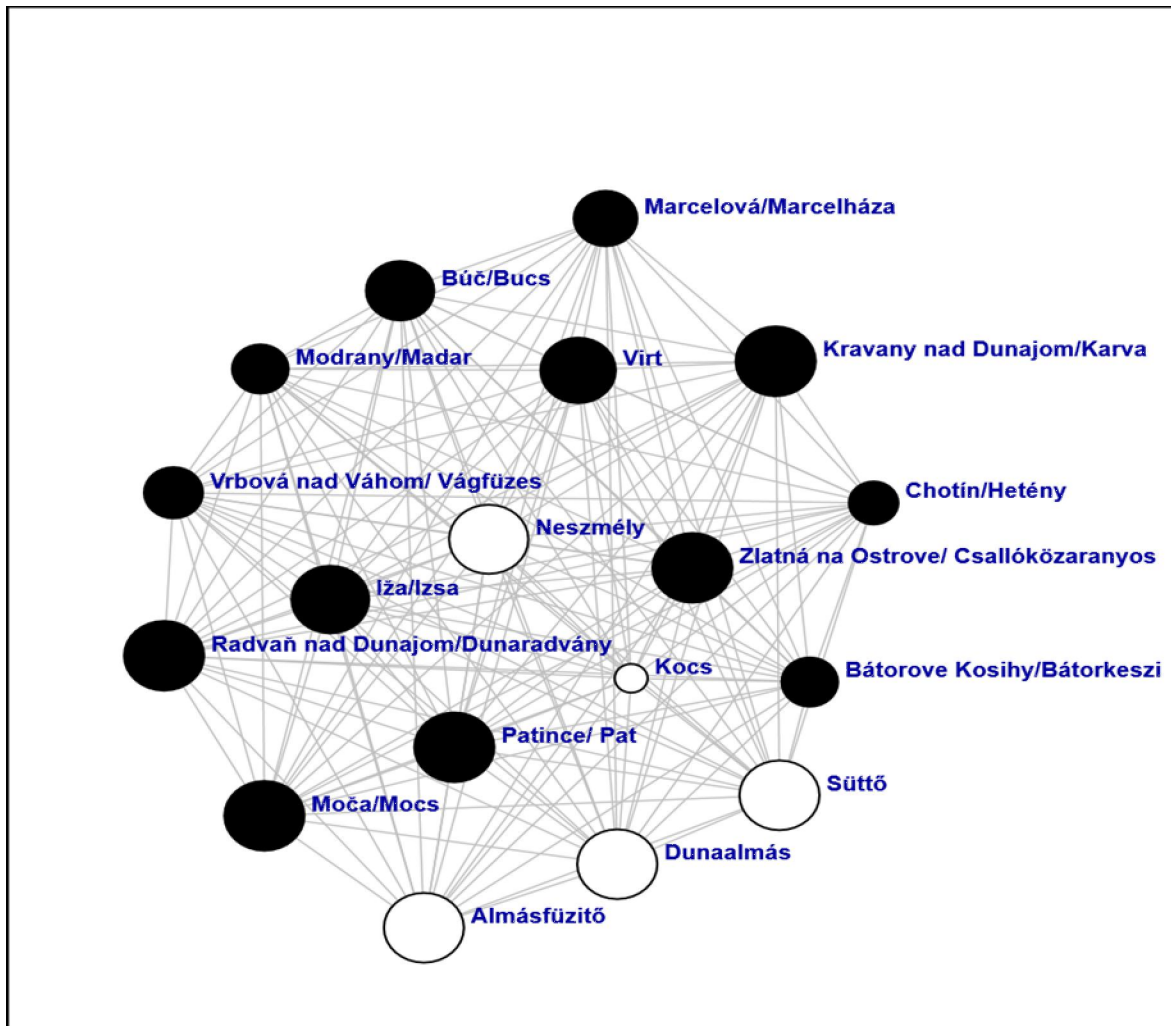 Marcelová/Marcelháza
Búč/Bucs
Kravany nad Dunajom/Karva
Modrany/Madar
Virt
Vrbová nad Váhom/ Vágfüzes
Chotín/Hetény
Neszmély
Zlatná na Ostrove/ Csallóközaranyos
Iža/Izsa
Radvaň nad Dunajom/Dunaradvány
Kocs
Bátorove Kosihy/Bátorkeszi
Patince/ Pat
Süttő
Moča/Mocs
Dunaalmás
Almásfüzitő